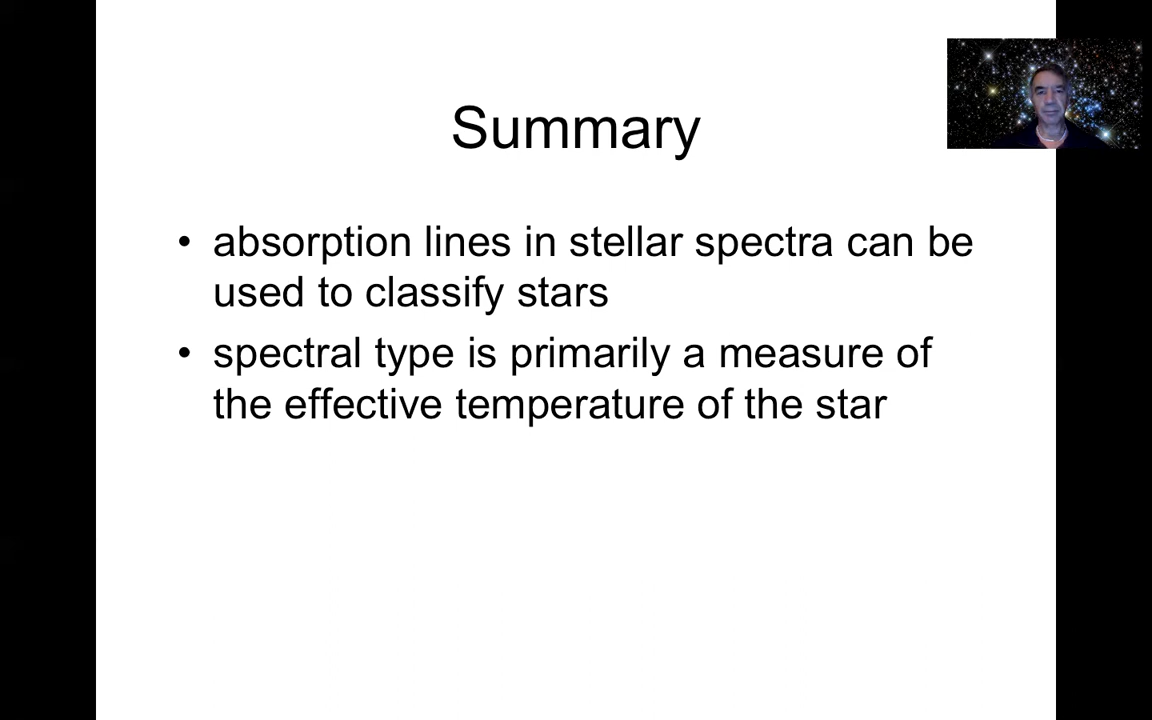 Summary
• absorption lines in stellar spectra can be
used to classify stars
• spectral type is primarily a measure of
the effective temperature of the star